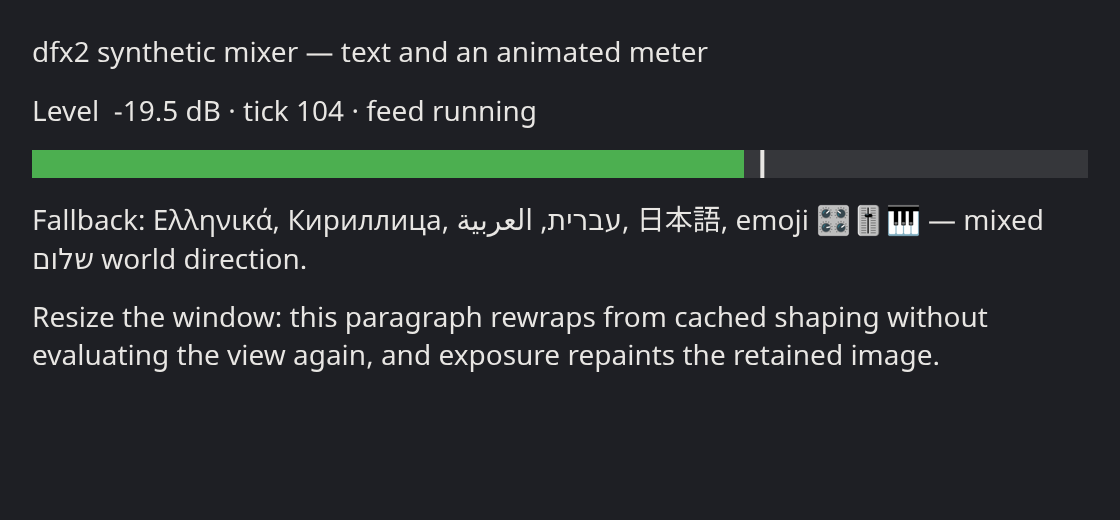 dfx2 synthetic mixer — text and an animated meter
Level  -19.5 dB · tick 104 · feed running
Fallback: Ελληνικά, Кириллица, עברית, العربية, 日本語, emoji 🎛🎚🎹 — mixed
שלום world direction.
Resize the window: this paragraph rewraps from cached shaping without
evaluating the view again, and exposure repaints the retained image.